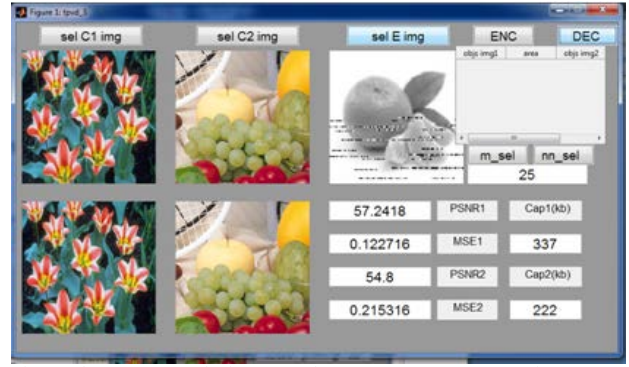 Figure 1: fpvd_3
sel C1 img sel C2 img sel E img ENC DEC
objs img1 area objs img2
m_sel nn_sel
25
57.2418 PSNR1 Cap1(kb)
0.122716 MSE1 337
54.8 PSNR2 Cap2(kb)
0.215316 MSE2 222